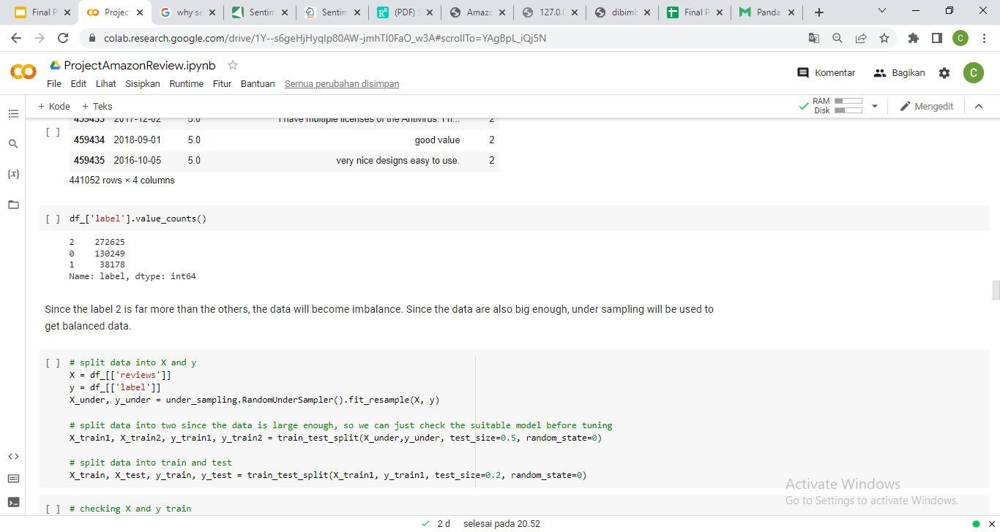 Final P
Projec
why se
Sentim
Sentim
(PDF) S
Amazo
127.0.0
dibimb
Final P
Panda
colab.research.google.com/drive/1Y--s6geHjHyqIp80AW-jmhTI0FaO_w3A#scrollTo=YAgBpL_iQj5N
C
ProjectAmazonReview.ipynb
Komentar
Bagikan
C
File Edit Lihat Sisipkan Runtime Fitur Bantuan Semua perubahan disimpan
+ Kode + Teks
RAM
Disk
Mengedit
459433 2017-12-02 5.0 I have multiple licenses of the Antivirus. I h... 2
[ ] 459434 2018-09-01 5.0 good value 2
459435 2016-10-05 5.0 very nice designs easy to use. 2
441052 rows × 4 columns
[ ] df_['label'].value_counts()
2 272625
0 130249
1 38178
Name: label, dtype: int64
Since the label 2 is far more than the others, the data will become imbalance. Since the data are also big enough, under sampling will be used to
get balanced data.
[ ] # split data into X and y
X = df_[['reviews']]
y = df_[['label']]
X_under, y_under = under_sampling.RandomUnderSampler().fit_resample(X, y)
# split data into two since the data is large enough, so we can just check the suitable model before tuning
X_train1, X_train2, y_train1, y_train2 = train_test_split(X_under,y_under, test_size=0.5, random_state=0)
# split data into train and test
X_train, X_test, y_train, y_test = train_test_split(X_train1, y_train1, test_size=0.2, random_state=0)
[ ] # checking X and y train
Activate Windows
Go to Settings to activate Windows.
2 d selesai pada 20.52